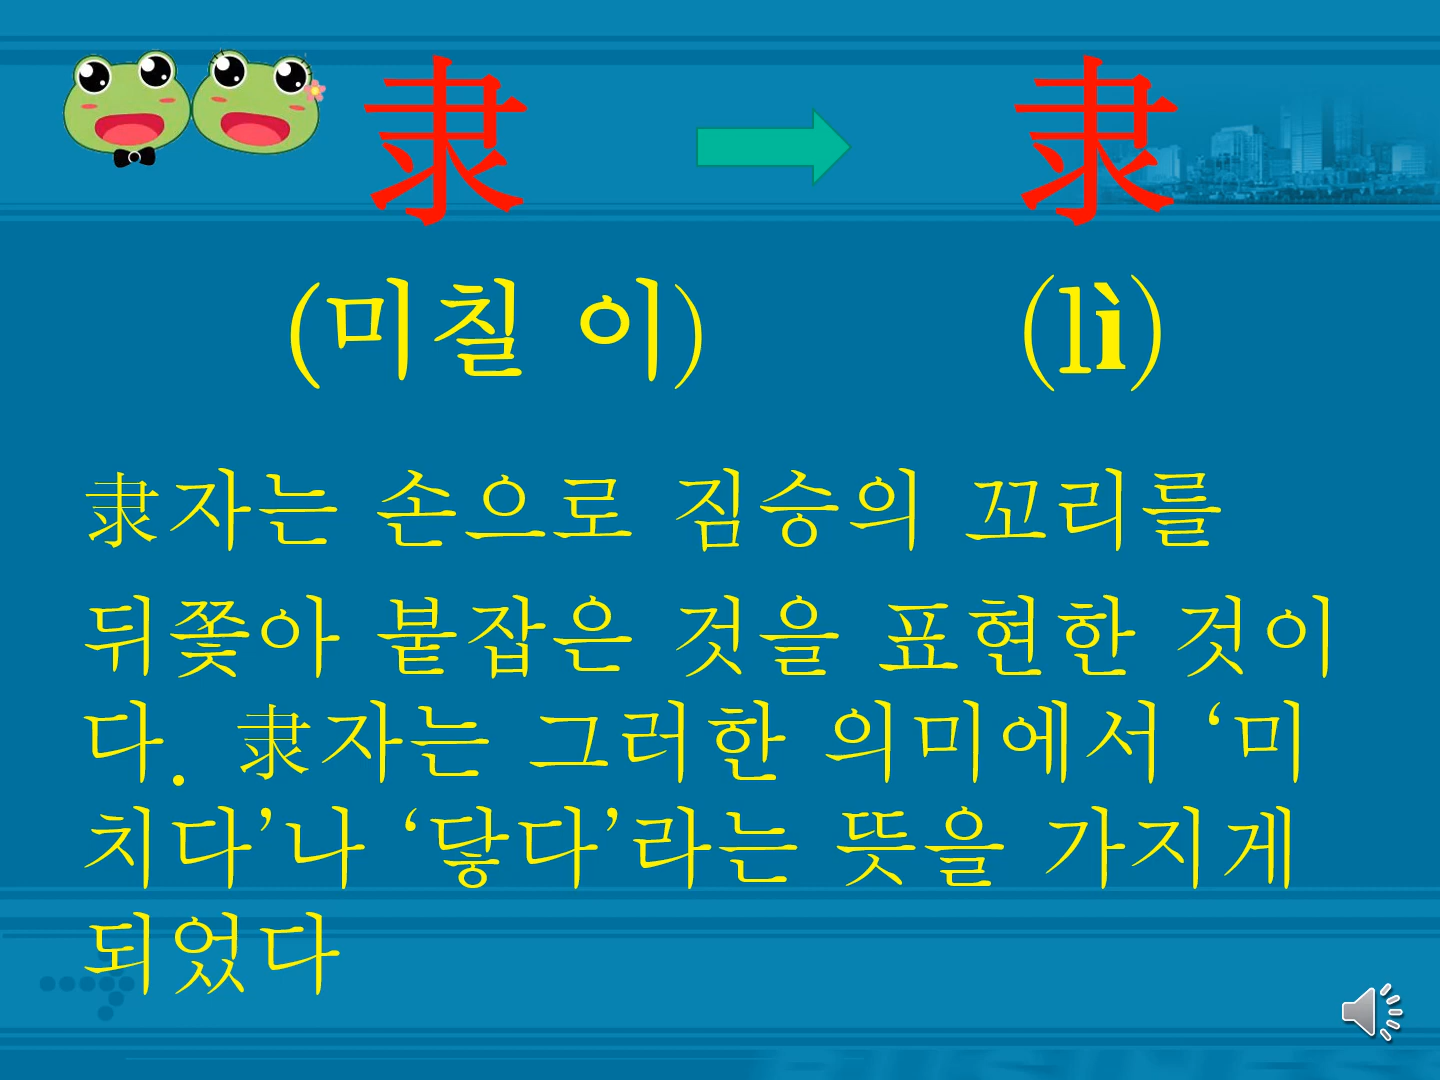 隶 隶
(미칠 이) (lì)
隶자는 손으로 짐승의 꼬리를
뒤쫓아 붙잡은 것을 표현한 것이
다. 隶자는 그러한 의미에서 ‘미
치다’나 ‘닿다’라는 뜻을 가지게
되었다